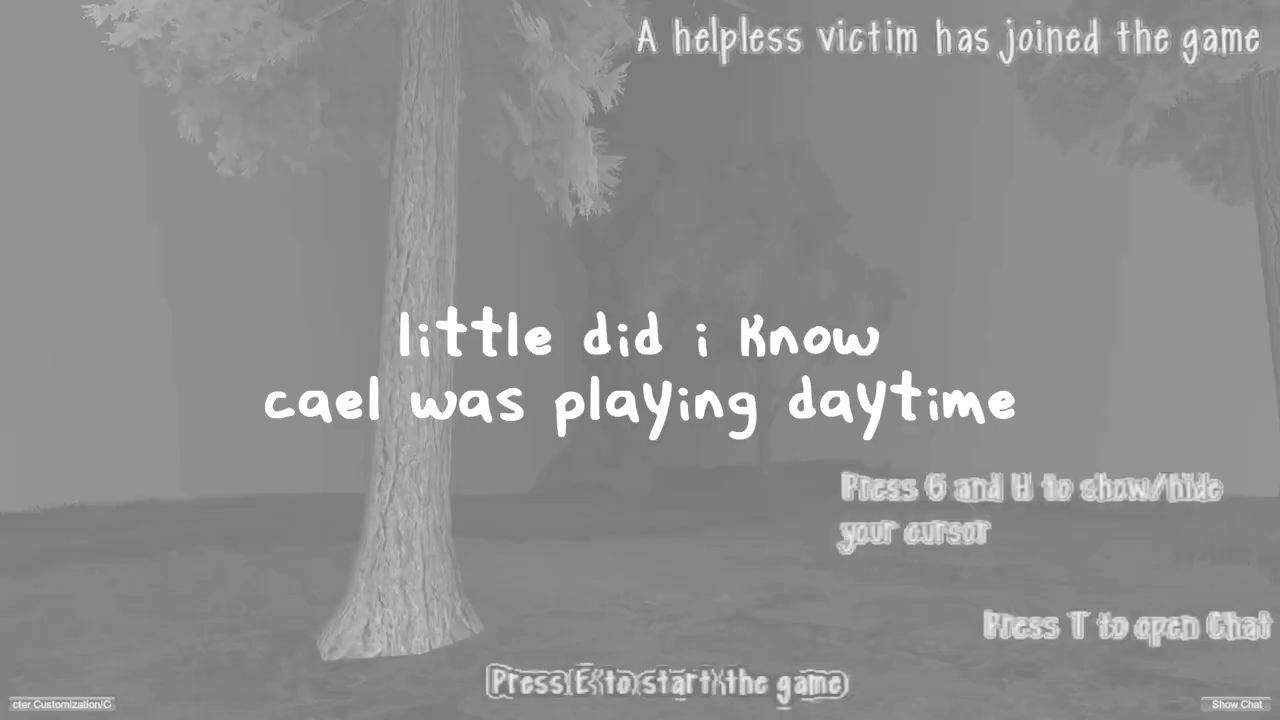 A helpless victim has joined the game
little did i know
cael was playing daytime
Press G and H to show/hide
your cursor
Press T to open Chat
(Press E to start the game)
cter Customization/C
Show Chat